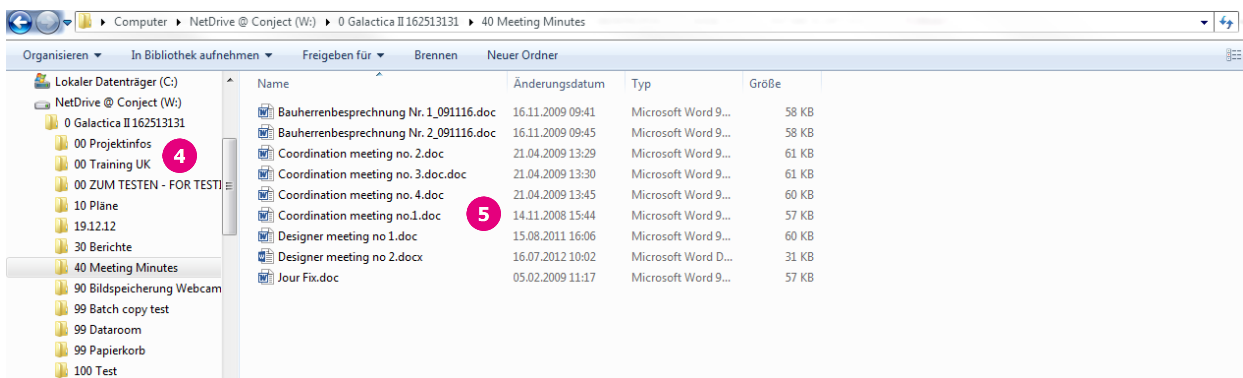 Computer ▸ NetDrive @ Conject (W:) ▸ 0 Galactica II 162513131 ▸ 40 Meeting Minutes
Organisieren In Bibliothek aufnehmen Freigeben für Brennen Neuer Ordner
Lokaler Datenträger (C:)
NetDrive @ Conject (W:)
0 Galactica II 162513131
00 Projektinfos
00 Training UK
4
00 ZUM TESTEN - FOR TESTI
10 Pläne
19.12.12
30 Berichte
40 Meeting Minutes
90 Bildspeicherung Webcam
99 Batch copy test
99 Dataroom
99 Papierkorb
100 Test
Name Änderungsdatum Typ Größe
Bauherrenbesprechnung Nr. 1_091116.doc 16.11.2009 09:41 Microsoft Word 9... 58 KB
Bauherrenbesprechnung Nr. 2_091116.doc 16.11.2009 09:45 Microsoft Word 9... 58 KB
Coordination meeting no. 2.doc 21.04.2009 13:29 Microsoft Word 9... 61 KB
Coordination meeting no. 3.doc.doc 21.04.2009 13:30 Microsoft Word 9... 61 KB
Coordination meeting no. 4.doc 21.04.2009 13:45 Microsoft Word 9... 60 KB
Coordination meeting no.1.doc 5 14.11.2008 15:44 Microsoft Word 9... 57 KB
Designer meeting no 1.doc 15.08.2011 16:06 Microsoft Word 9... 60 KB
Designer meeting no 2.docx 16.07.2012 10:02 Microsoft Word D... 31 KB
Jour Fix.doc 05.02.2009 11:17 Microsoft Word 9... 57 KB